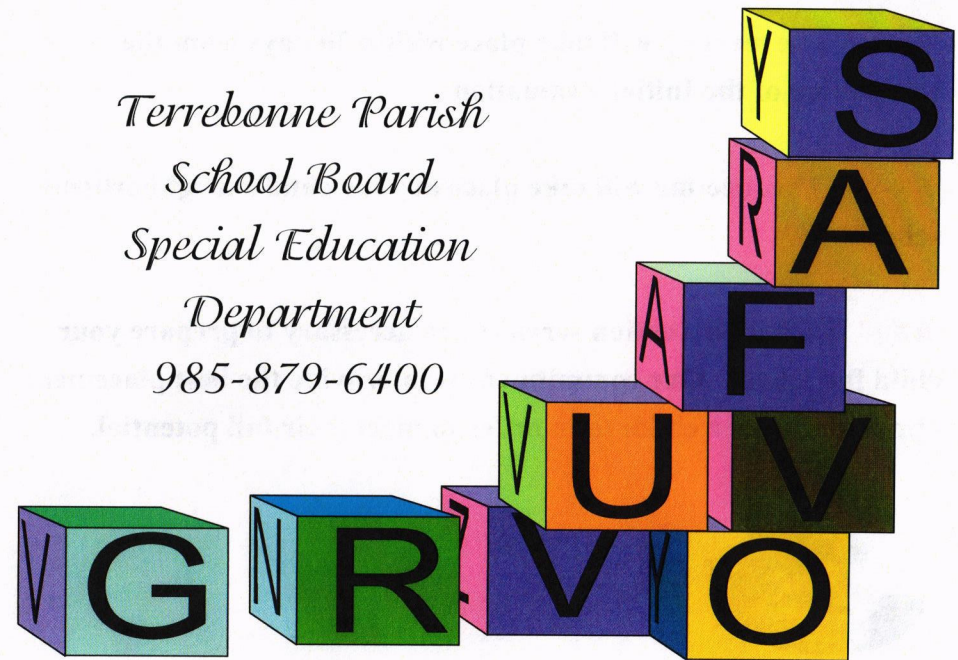 Terrebonne Parish
School Board
Special Education
Department
985-879-6400
Y S
R A
A F
V U V
V G N R Z V Y O